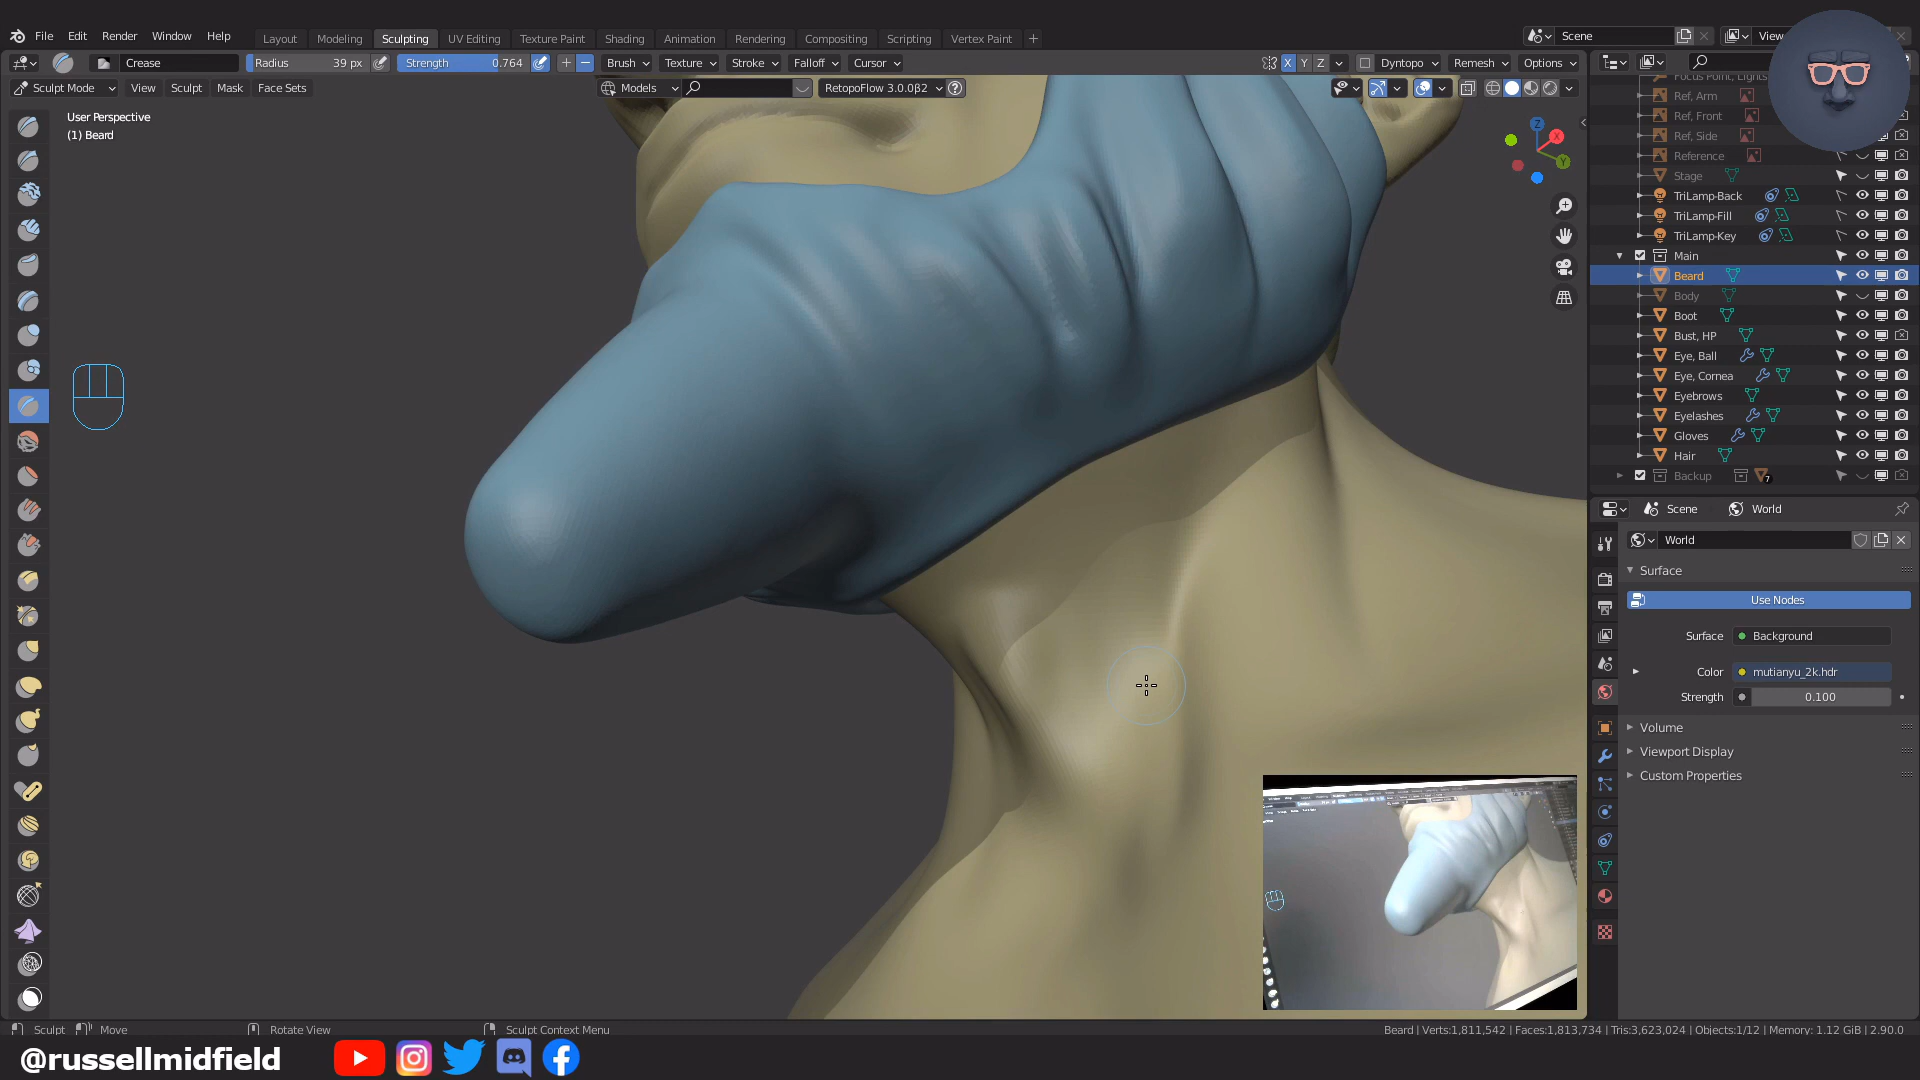 File Edit Render Window Help
Layout Modeling Sculpting UV Editing Texture Paint Shading Animation Rendering Compositing Scripting Vertex Paint +
Scene View
Crease Radius 39 px Strength 0.764 Brush Texture Stroke Falloff Cursor X Y Z Dyntopo Remesh Options
Sculpt Mode View Sculpt Mask Face Sets Models RetopoFlow 3.0.0β2
User Perspective
(1) Beard
Z X Y
Focus Point, Lights
Ref, Arm
Ref, Front
Ref, Side
Reference
Stage
TriLamp-Back
TriLamp-Fill
TriLamp-Key
Main
Beard
Body
Boot
Bust, HP
Eye, Ball
Eye, Cornea
Eyebrows
Eyelashes
Gloves
Hair
Backup 7
Scene World
World
Surface
Use Nodes
Surface Background
Color mutianyu_2k.hdr
Strength 0.100
Volume
Viewport Display
Custom Properties
Sculpt Move Rotate View Sculpt Context Menu
Beard | Verts:1,811,542 | Faces:1,813,734 | Tris:3,623,024 | Objects:1/12 | Memory: 1.12 GiB | 2.90.0
@russellmidfield